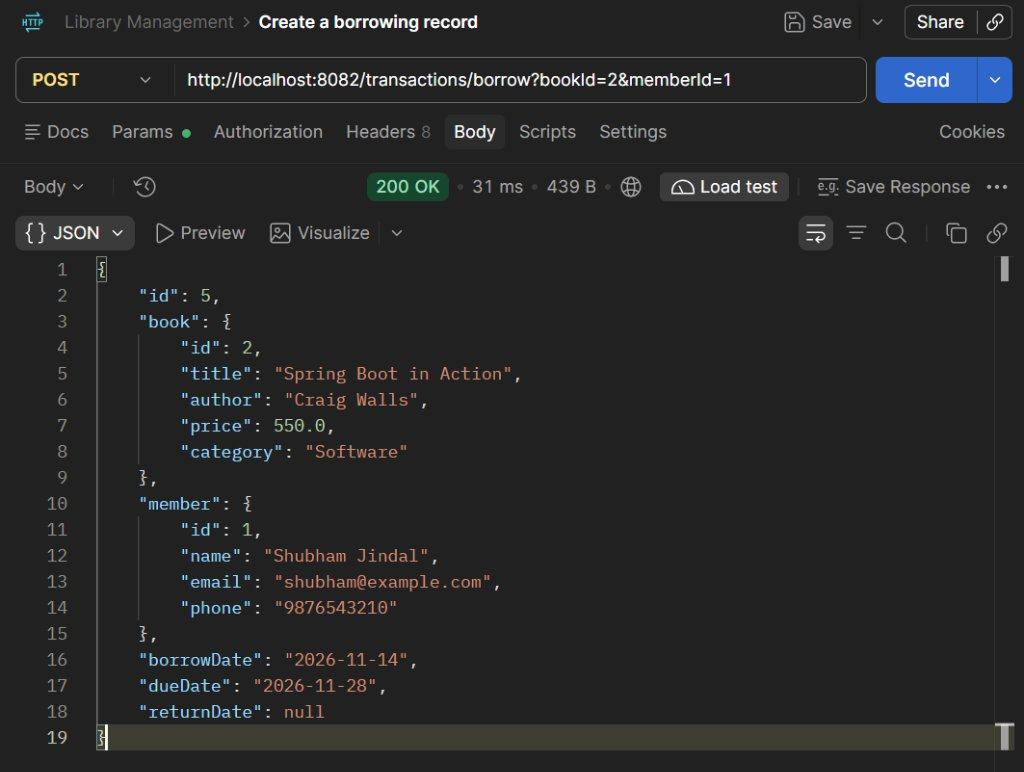 HTTP Library Management > Create a borrowing record Save Share
POST http://localhost:8082/transactions/borrow?bookId=2&memberId=1 Send
Docs Params Authorization Headers 8 Body Scripts Settings Cookies
Body 200 OK • 31 ms • 439 B • Load test e.g. Save Response
{} JSON Preview Visualize
1 {
2 "id": 5,
3 "book": {
4 "id": 2,
5 "title": "Spring Boot in Action",
6 "author": "Craig Walls",
7 "price": 550.0,
8 "category": "Software"
9 },
10 "member": {
11 "id": 1,
12 "name": "Shubham Jindal",
13 "email": "shubham@example.com",
14 "phone": "9876543210"
15 },
16 "borrowDate": "2026-11-14",
17 "dueDate": "2026-11-28",
18 "returnDate": null
19 }